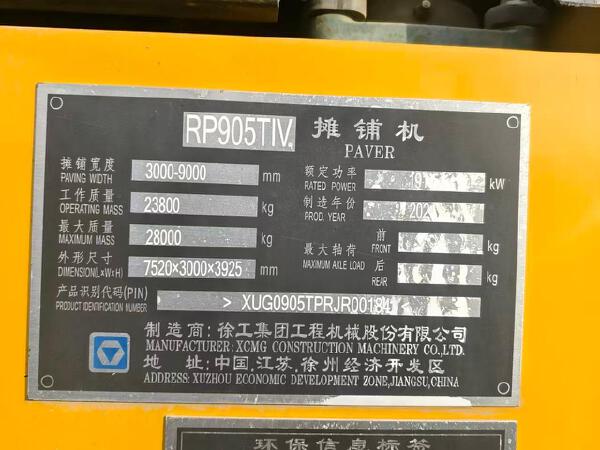 RP905TIV 摊铺机
PAVER
摊铺宽度 3000-9000 mm
PAVING WIDTH
额定功率 kW
RATED POWER
工作质量 23800 kg
OPERATING MASS
制造年份
PROD. YEAR
最大质量 28000 kg
MAXIMUM MASS
最大轴荷
MAXIMUM AXLE LOAD
前 kg
FRONT
后 kg
REAR
外形尺寸 7520×3000×3925 mm
DIMENSION(L×W×H)
产品识别代码(PIN)
PRODUCT IDENTIFICATION NUMBER
制造商:徐工集团工程机械股份有限公司
MANUFACTURER: XCMG CONSTRUCTION MACHINERY CO.,LTD.
地 址:中国,江苏,徐州经济开发区
ADDRESS: XUZHOU ECONOMIC DEVELOPMENT ZONE,JIANGSU,CHINA
环保信息标签